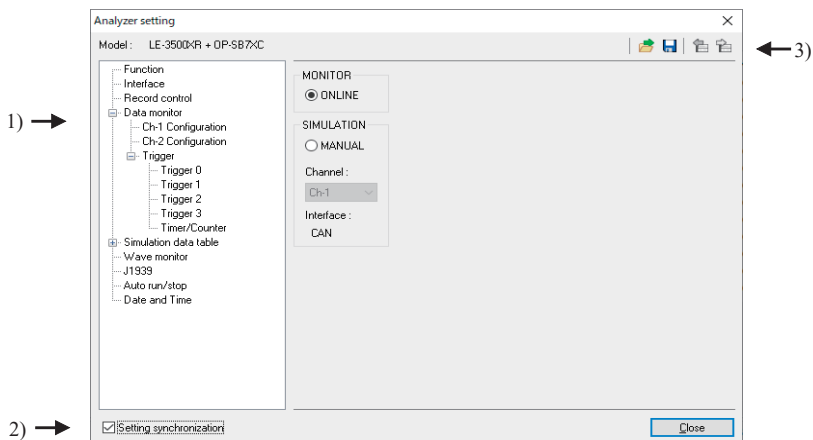 Analyzer setting
Model : LE-3500XR + OP-SB7XC
3)
Function
Interface
Record control
1)
Data monitor
Ch-1 Configuration
Ch-2 Configuration
Trigger
Trigger 0
Trigger 1
Trigger 2
Trigger 3
Timer/Counter
Simulation data table
Wave monitor
J1939
Auto run/stop
Date and Time
MONITOR
ONLINE
SIMULATION
MANUAL
Channel :
Ch-1
Interface :
CAN
2)
Setting synchronization
Close